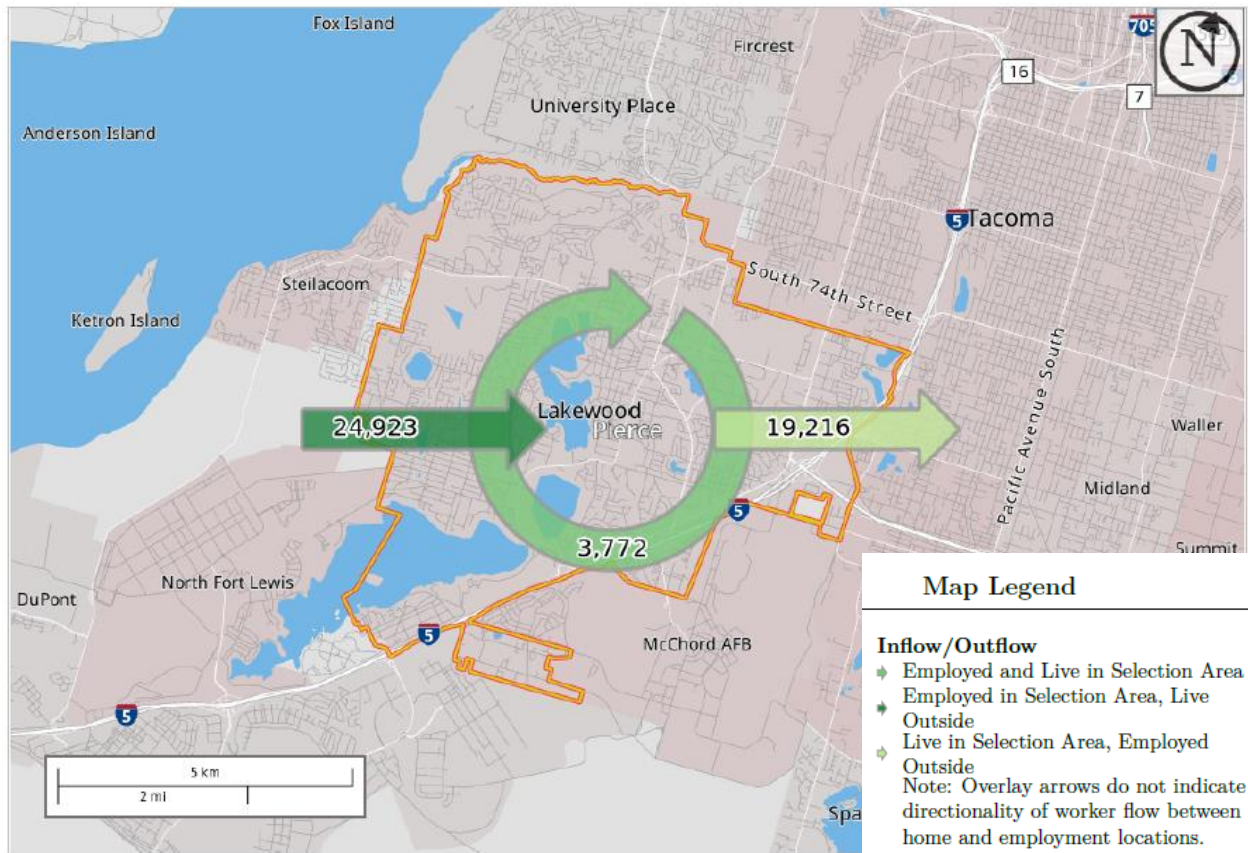 Fox Island
705
Fircrest
N
16
7
University Place
Anderson Island
5
Tacoma
South 74th Street
Steilacoom
Ketron Island
Lakewood
Pierce
24,923
19,216
Pacific Avenue South
Waller
Midland
5
3,772
Summit
North Fort Lewis
DuPont
5
McChord AFB
5
5 km
2 mi
Spa
Map Legend
Inflow/Outflow
Employed and Live in Selection Area
Employed in Selection Area, Live
Outside
Live in Selection Area, Employed
Outside
Note: Overlay arrows do not indicate
directionality of worker flow between
home and employment locations.